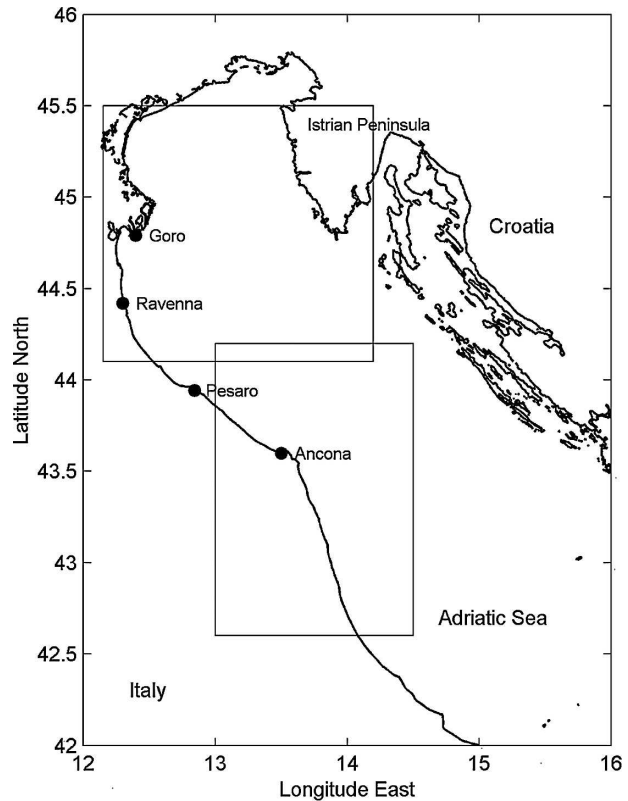 46
45.5
45
44.5
44
43.5
43
42.5
42
Latitude North
Istrian Peninsula
Croatia
Goro
Ravenna
Pesaro
Ancona
Adriatic Sea
Italy
12
13
14
15
16
Longitude East